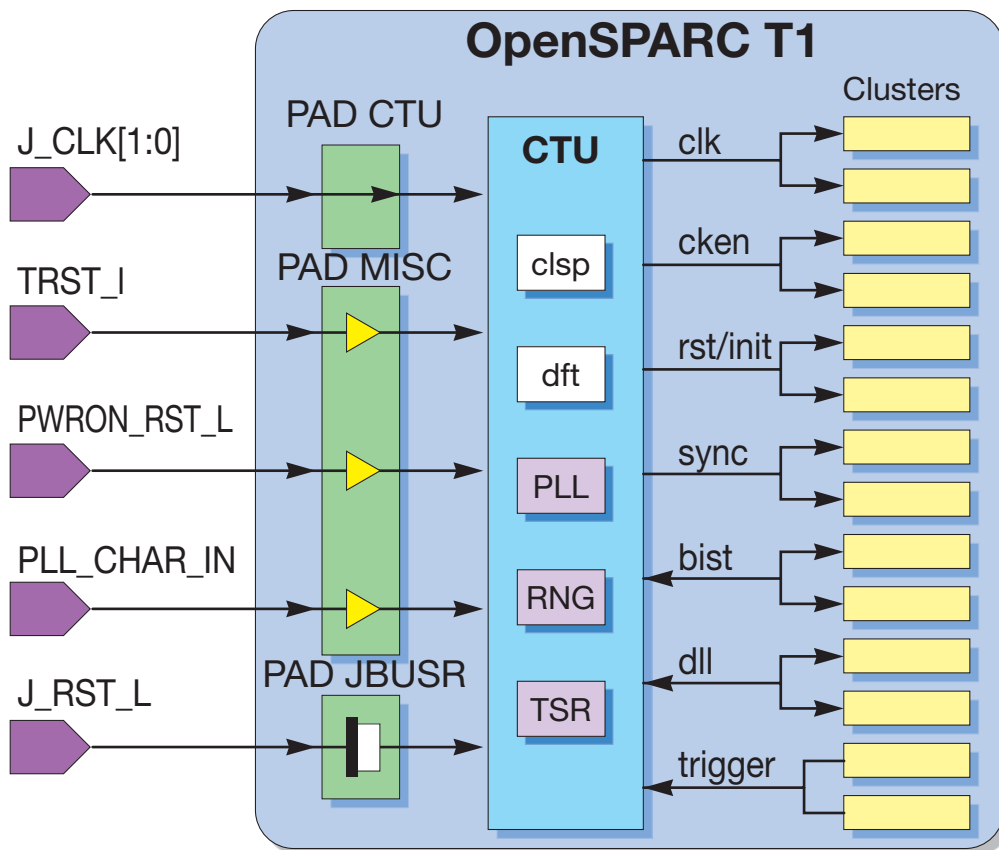 OpenSPARC T1
Clusters
PAD CTU
J_CLK[1:0]
CTU
clk
cken
PAD MISC
clsp
TRST_I
rst/init
dft
PWRON_RST_L
sync
PLL
PLL_CHAR_IN
bist
RNG
PAD JBUSR
dll
J_RST_L
TSR
trigger